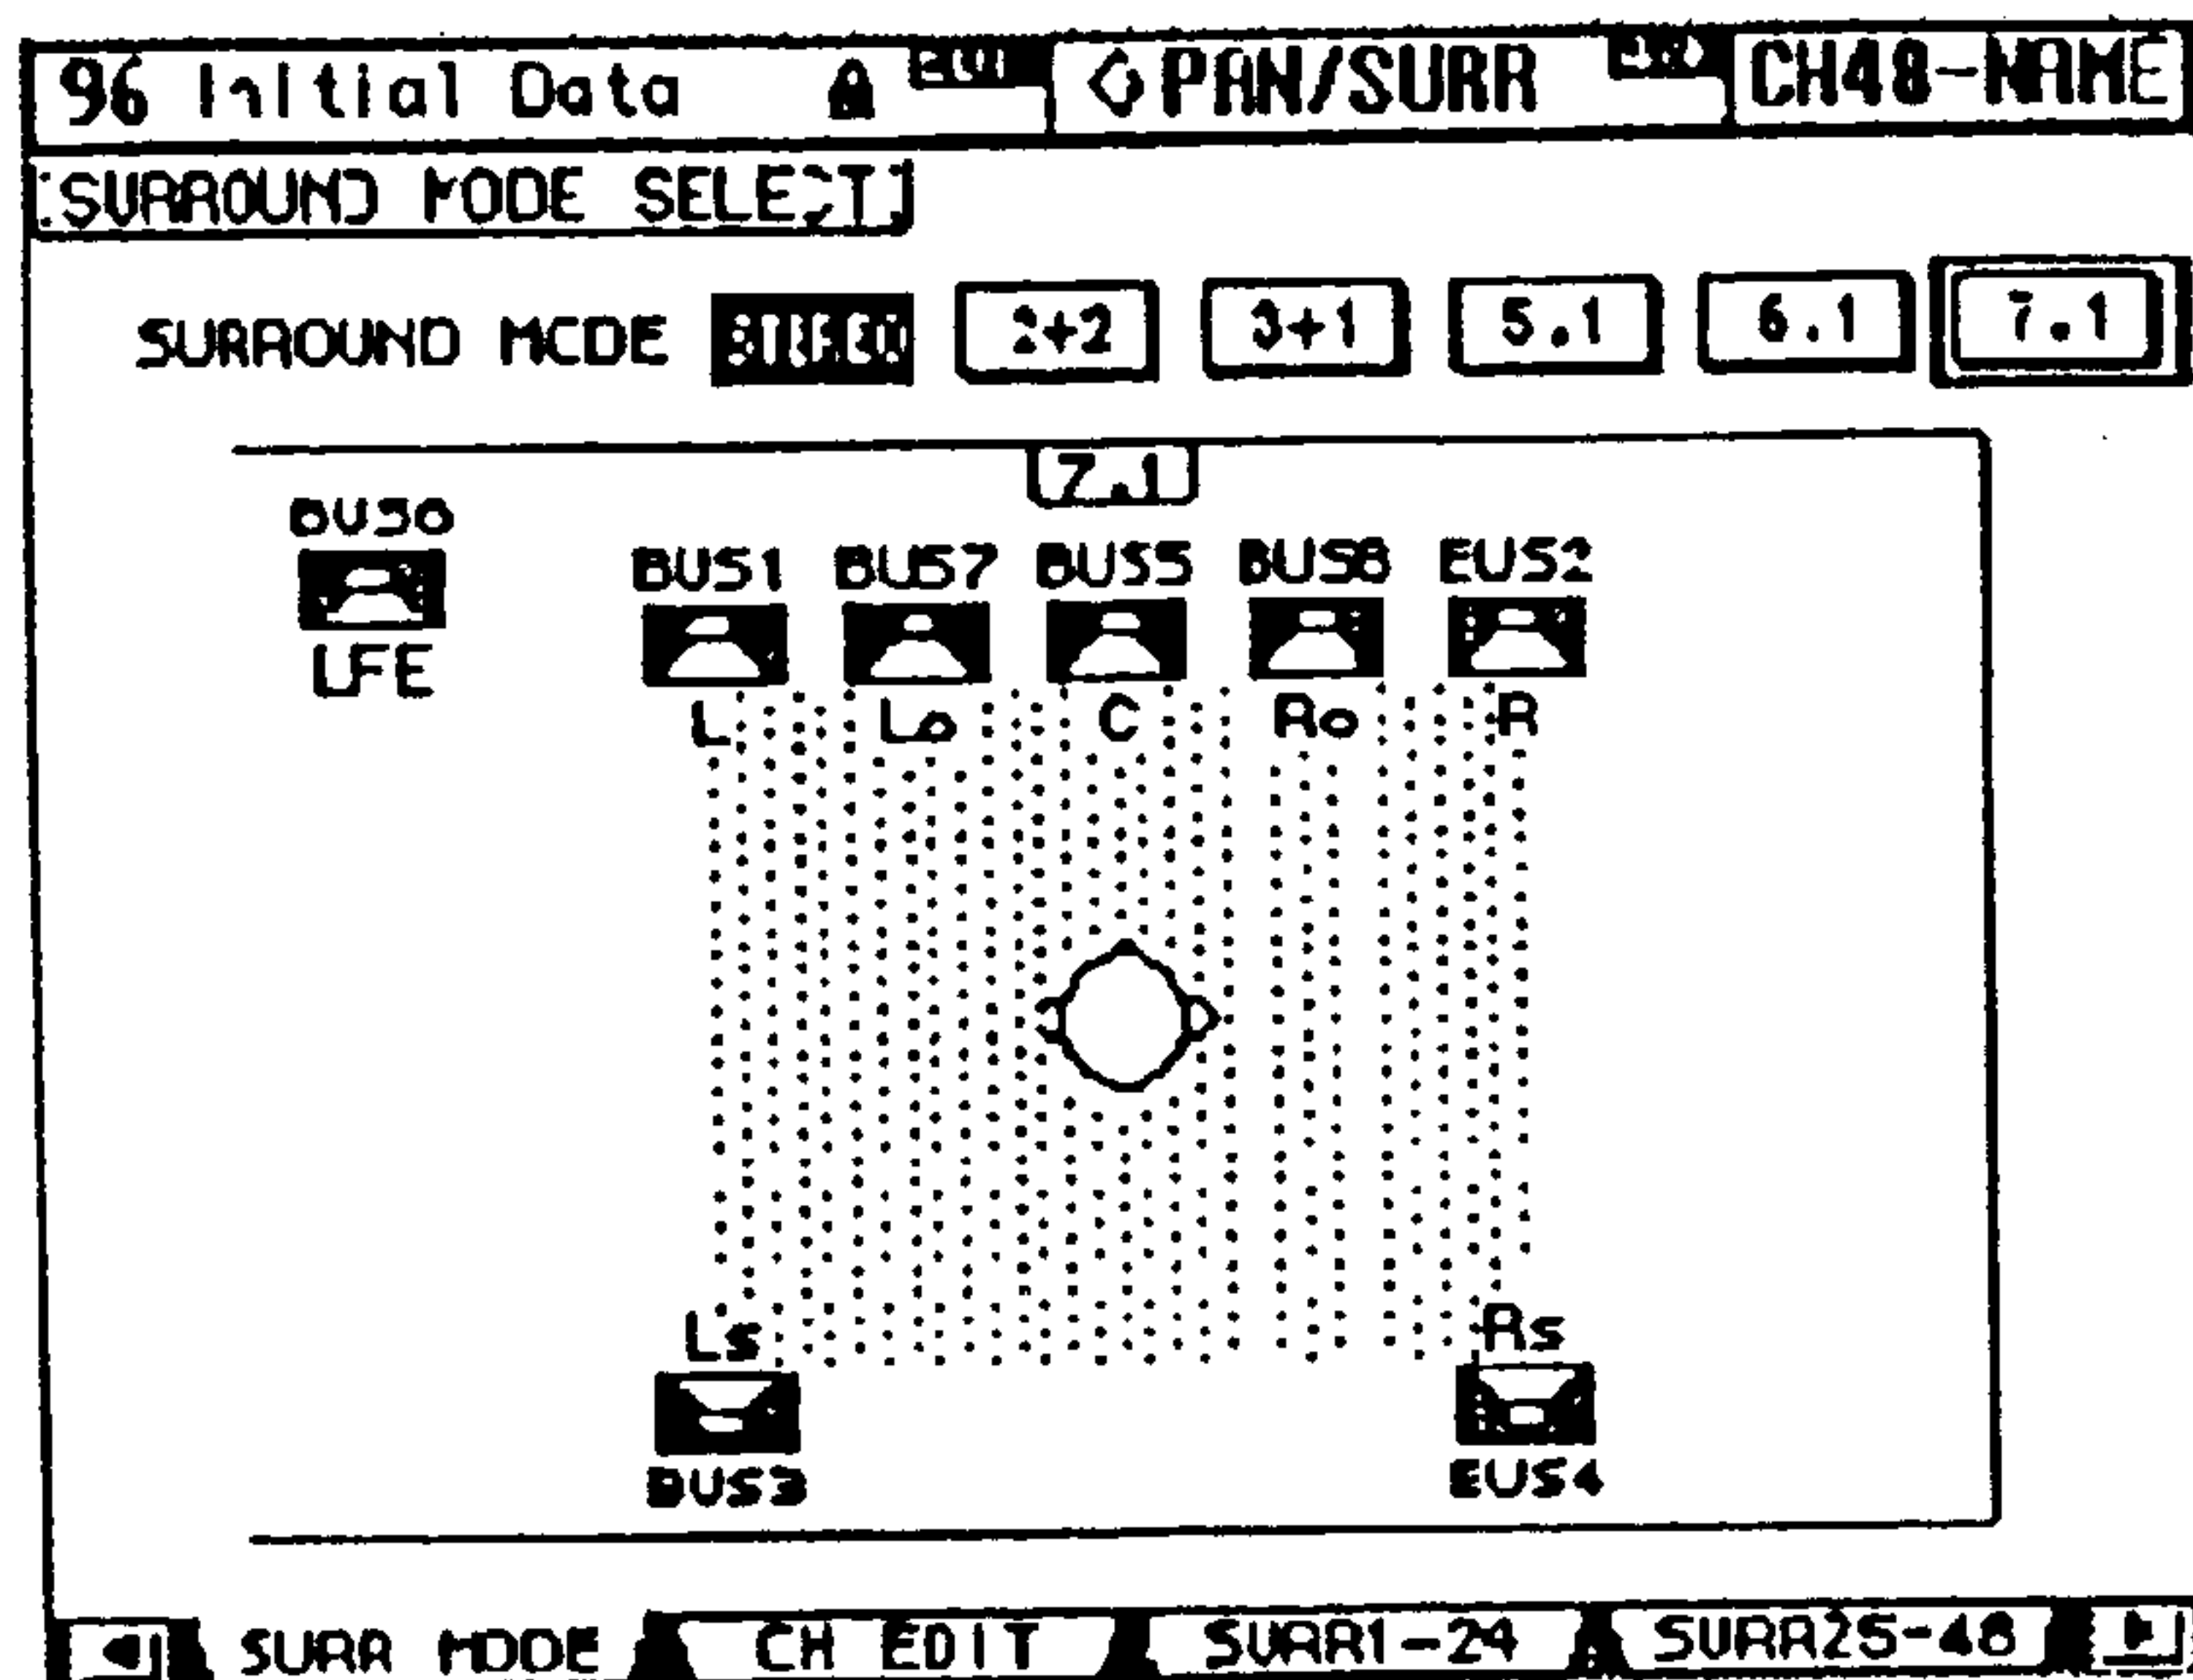 96 Initial Data PAN/SURR CH48-NAME
SURROUND MODE SELECT
SURROUND MODE STEREO 2+2 3+1 5.1 6.1 7.1
7.1
BUS6
BUS1 BUS7 BUS5 BUS8 BUS2
LFE
L Lo C Ro R
Ls Rs
BUS3 BUS4
SURR MODE CH EDIT SURR1-24 SURR25-48